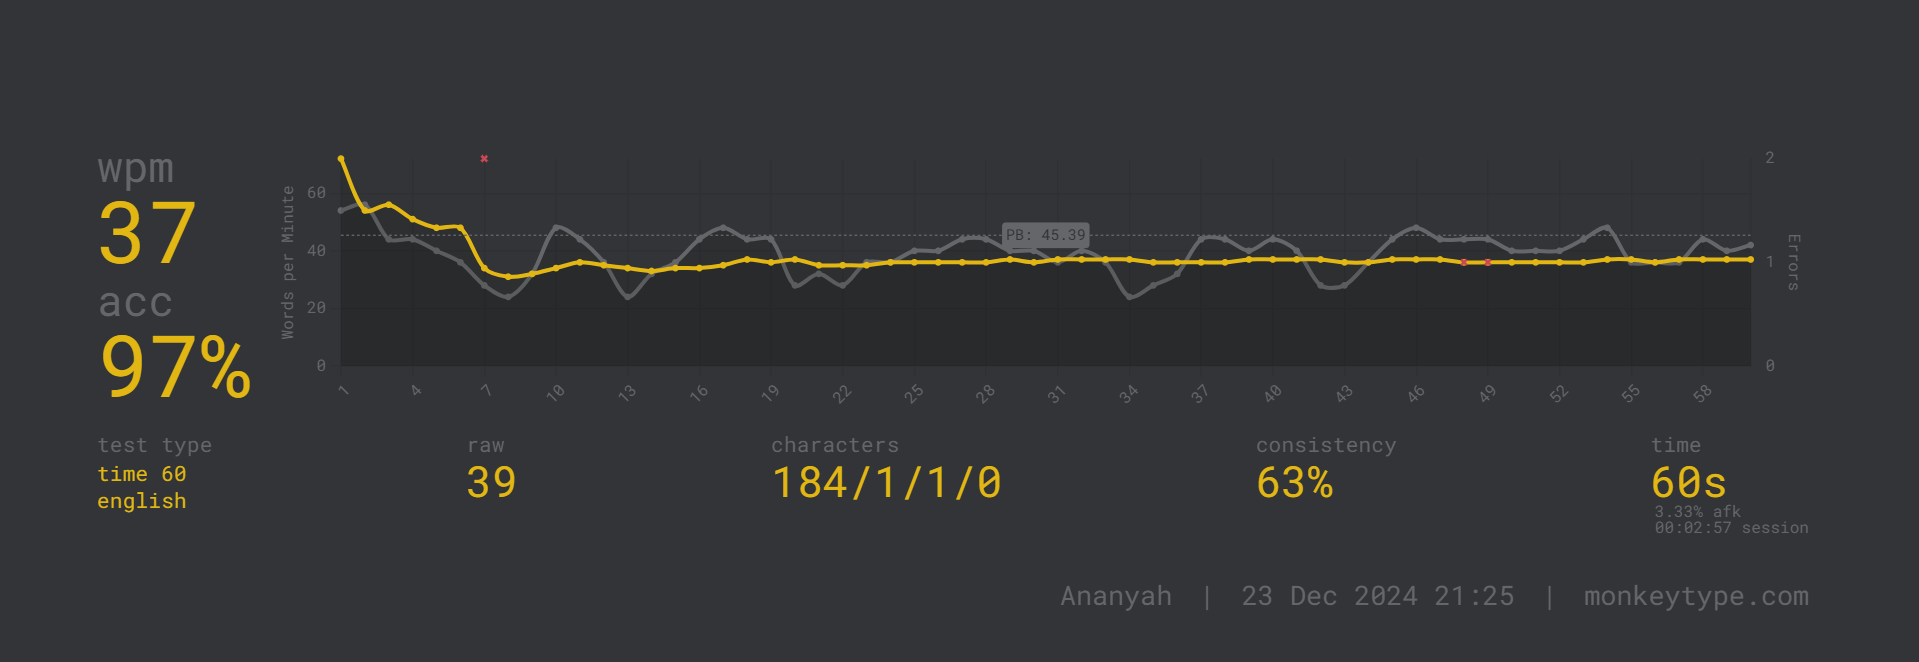 wpm
37
acc
97%
Words per Minute
60
40
20
0
PB: 45.39
2
1
0
Errors
1 4 7 10 13 16 19 22 25 28 31 34 37 40 43 46 49 52 55 58
test type
time 60
english
raw
39
characters
184/1/1/0
consistency
63%
time
60s
3.33% afk
00:02:57 session
Ananyah | 23 Dec 2024 21:25 | monkeytype.com